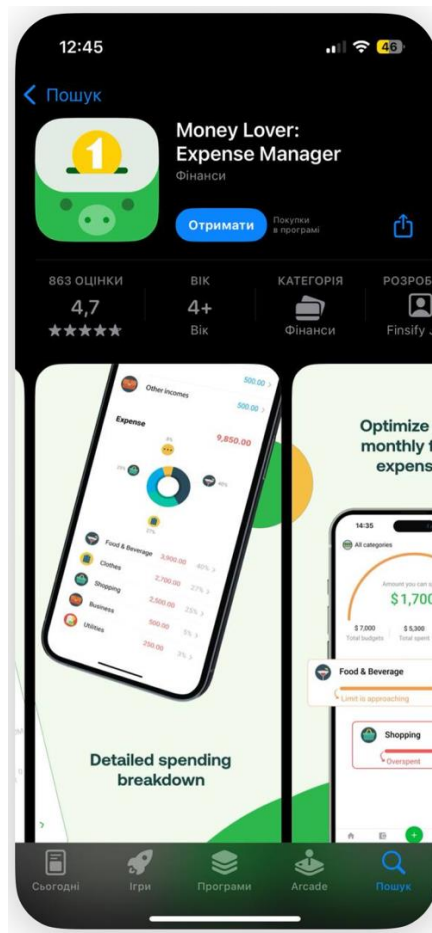 12:45
46
Пошук
Money Lover:
Expense Manager
Фінанси
Отримати
Покупки
в програмі
863 ОЦІНКИ
4,7
ВІК
4+
Вік
КАТЕГОРІЯ
Фінанси
РОЗРОБ
Finsify
Other incomes
500.00 >
500.00 >
Expense
9,850.00
Food & Beverage 3,900.00 40% >
Clothes 2,700.00 27% >
Shopping 2,500.00 25% >
Business 500.00 5% >
Utilities 250.00 3% >
Detailed spending
breakdown
Optimize
monthly f
expens
14:35
All categories
Amount you can s
$ 1,700
$ 7,000
Total budgets
$ 5,300
Total spent
Food & Beverage
Limit is approaching
Shopping
Overspent
Сьогодні
Ігри
Програми
Arcade
Пошук